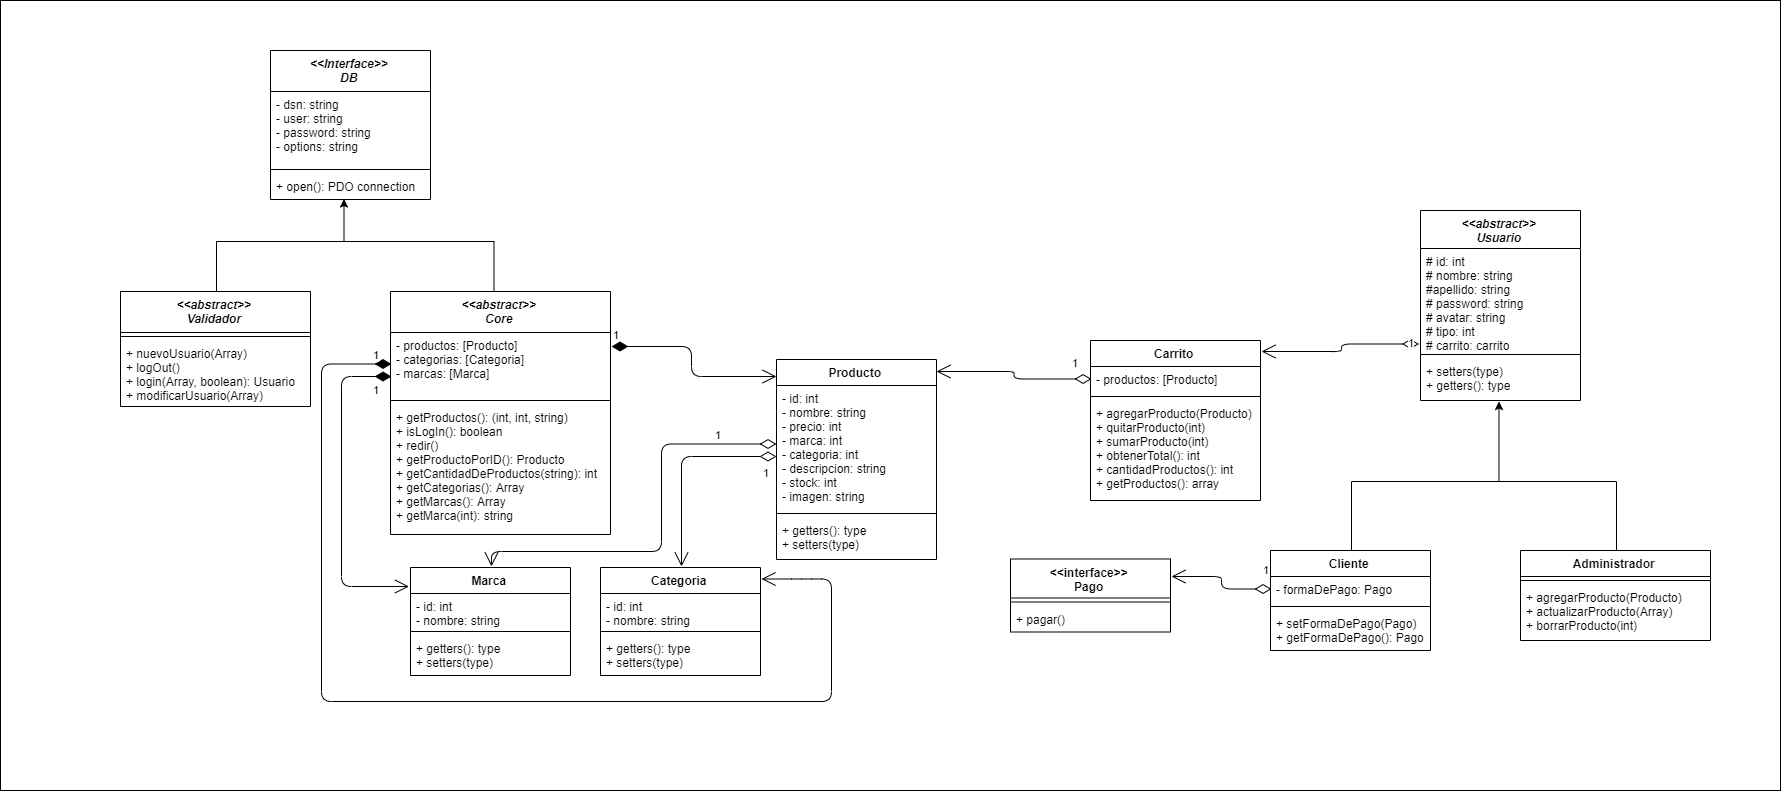 <<Interface>>
DB
- dsn: string
- user: string
- password: string
- options: string
+ open(): PDO connection
<<abstract>>
Validador
+ nuevoUsuario(Array)
+ logOut()
+ login(Array, boolean): Usuario
+ modificarUsuario(Array)
<<abstract>>
Core
- productos: [Producto]
- categorias: [Categoria]
- marcas: [Marca]
+ getProductos(): (int, int, string)
+ isLogIn(): boolean
+ redir()
+ getProductoPorID(): Producto
+ getCantidadDeProductos(string): int
+ getCategorias(): Array
+ getMarcas(): Array
+ getMarca(int): string
1
1
1
Marca
- id: int
- nombre: string
+ getters(): type
+ setters(type)
Categoria
- id: int
- nombre: string
+ getters(): type
+ setters(type)
Producto
- id: int
- nombre: string
- precio: int
- marca: int
- categoria: int
- descripcion: string
- stock: int
- imagen: string
+ getters(): type
+ setters(type)
1
1
1
Carrito
- productos: [Producto]
+ agregarProducto(Producto)
+ quitarProducto(int)
+ sumarProducto(int)
+ obtenerTotal(): int
+ cantidadProductos(): int
+ getProductos(): array
1
<<abstract>>
Usuario
# id: int
# nombre: string
#apellido: string
# password: string
# avatar: string
# tipo: int
# carrito: carrito
+ setters(type)
+ getters(): type
<<interface>>
Pago
+ pagar()
1
Cliente
- formaDePago: Pago
+ setFormaDePago(Pago)
+ getFormaDePago(): Pago
Administrador
+ agregarProducto(Producto)
+ actualizarProducto(Array)
+ borrarProducto(int)